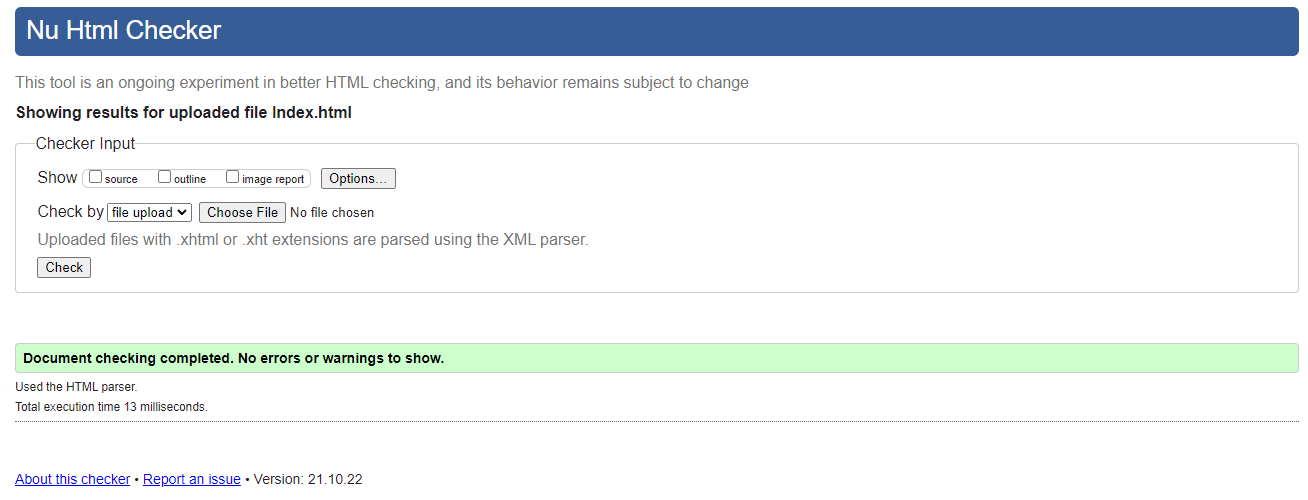 Nu Html Checker
This tool is an ongoing experiment in better HTML checking, and its behavior remains subject to change
Showing results for uploaded file Index.html
Checker Input
Show source outline image report Options...
Check by file upload Choose File No file chosen
Uploaded files with .xhtml or .xht extensions are parsed using the XML parser.
Check
Document checking completed. No errors or warnings to show.
Used the HTML parser.
Total execution time 13 milliseconds.
About this checker • Report an issue • Version: 21.10.22